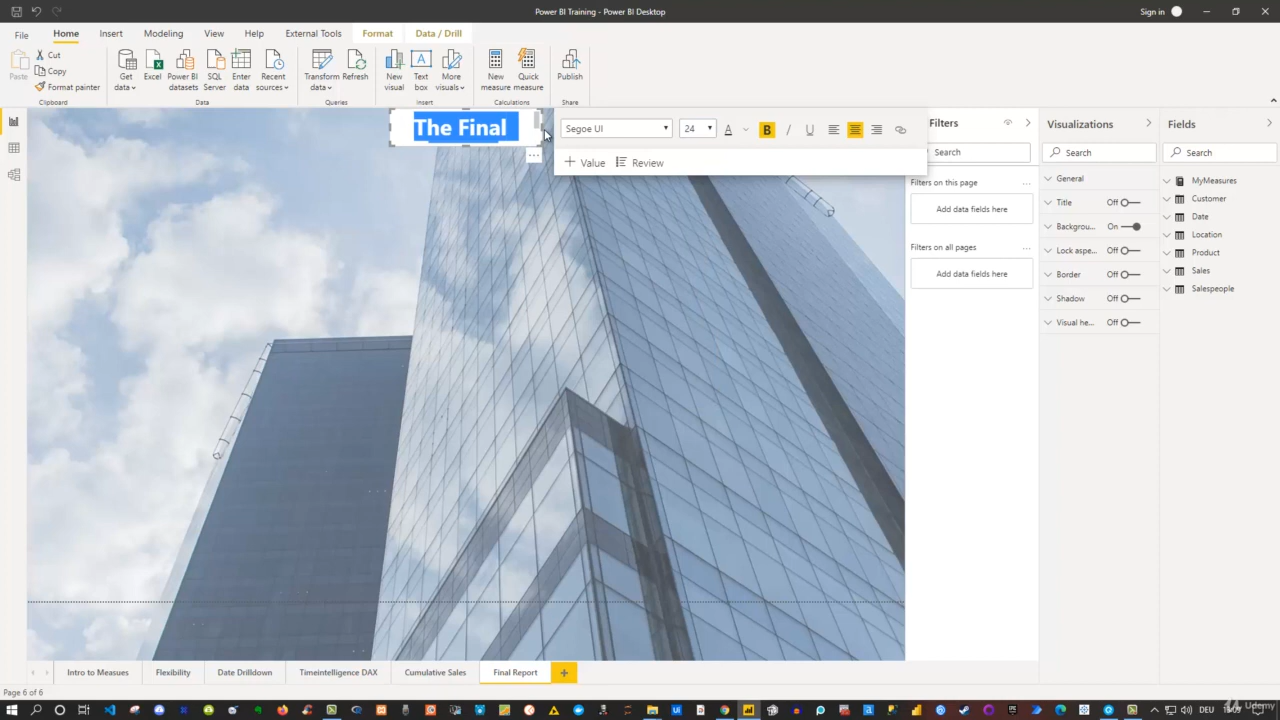 Power BI Training - Power BI Desktop
Sign in
File
Home
Insert
Modeling
View
Help
External Tools
Format
Data / Drill
Paste
Cut
Copy
Format painter
Clipboard
Get data
Excel
Power BI datasets
SQL Server
Enter data
Recent sources
Data
Transform data
Refresh
Queries
New visual
Text box
More visuals
Insert
New measure
Quick measure
Calculations
Publish
Share
The Final
Segoe UI
24
A
B
I
U
Value
Review
Filters
Search
Filters on this page
...
Add data fields here
Filters on all pages
...
Add data fields here
Visualizations
Search
General
Title Off
Backgrou... On
Lock aspe... Off
Border Off
Shadow Off
Visual he... Off
Fields
Search
MyMeasures
Customer
Date
Location
Product
Sales
Salespeople
Intro to Measues
Flexibility
Date Drilldown
Timeintelligence DAX
Cumulative Sales
Final Report
Page 6 of 6
DEU
18:05
Udemy